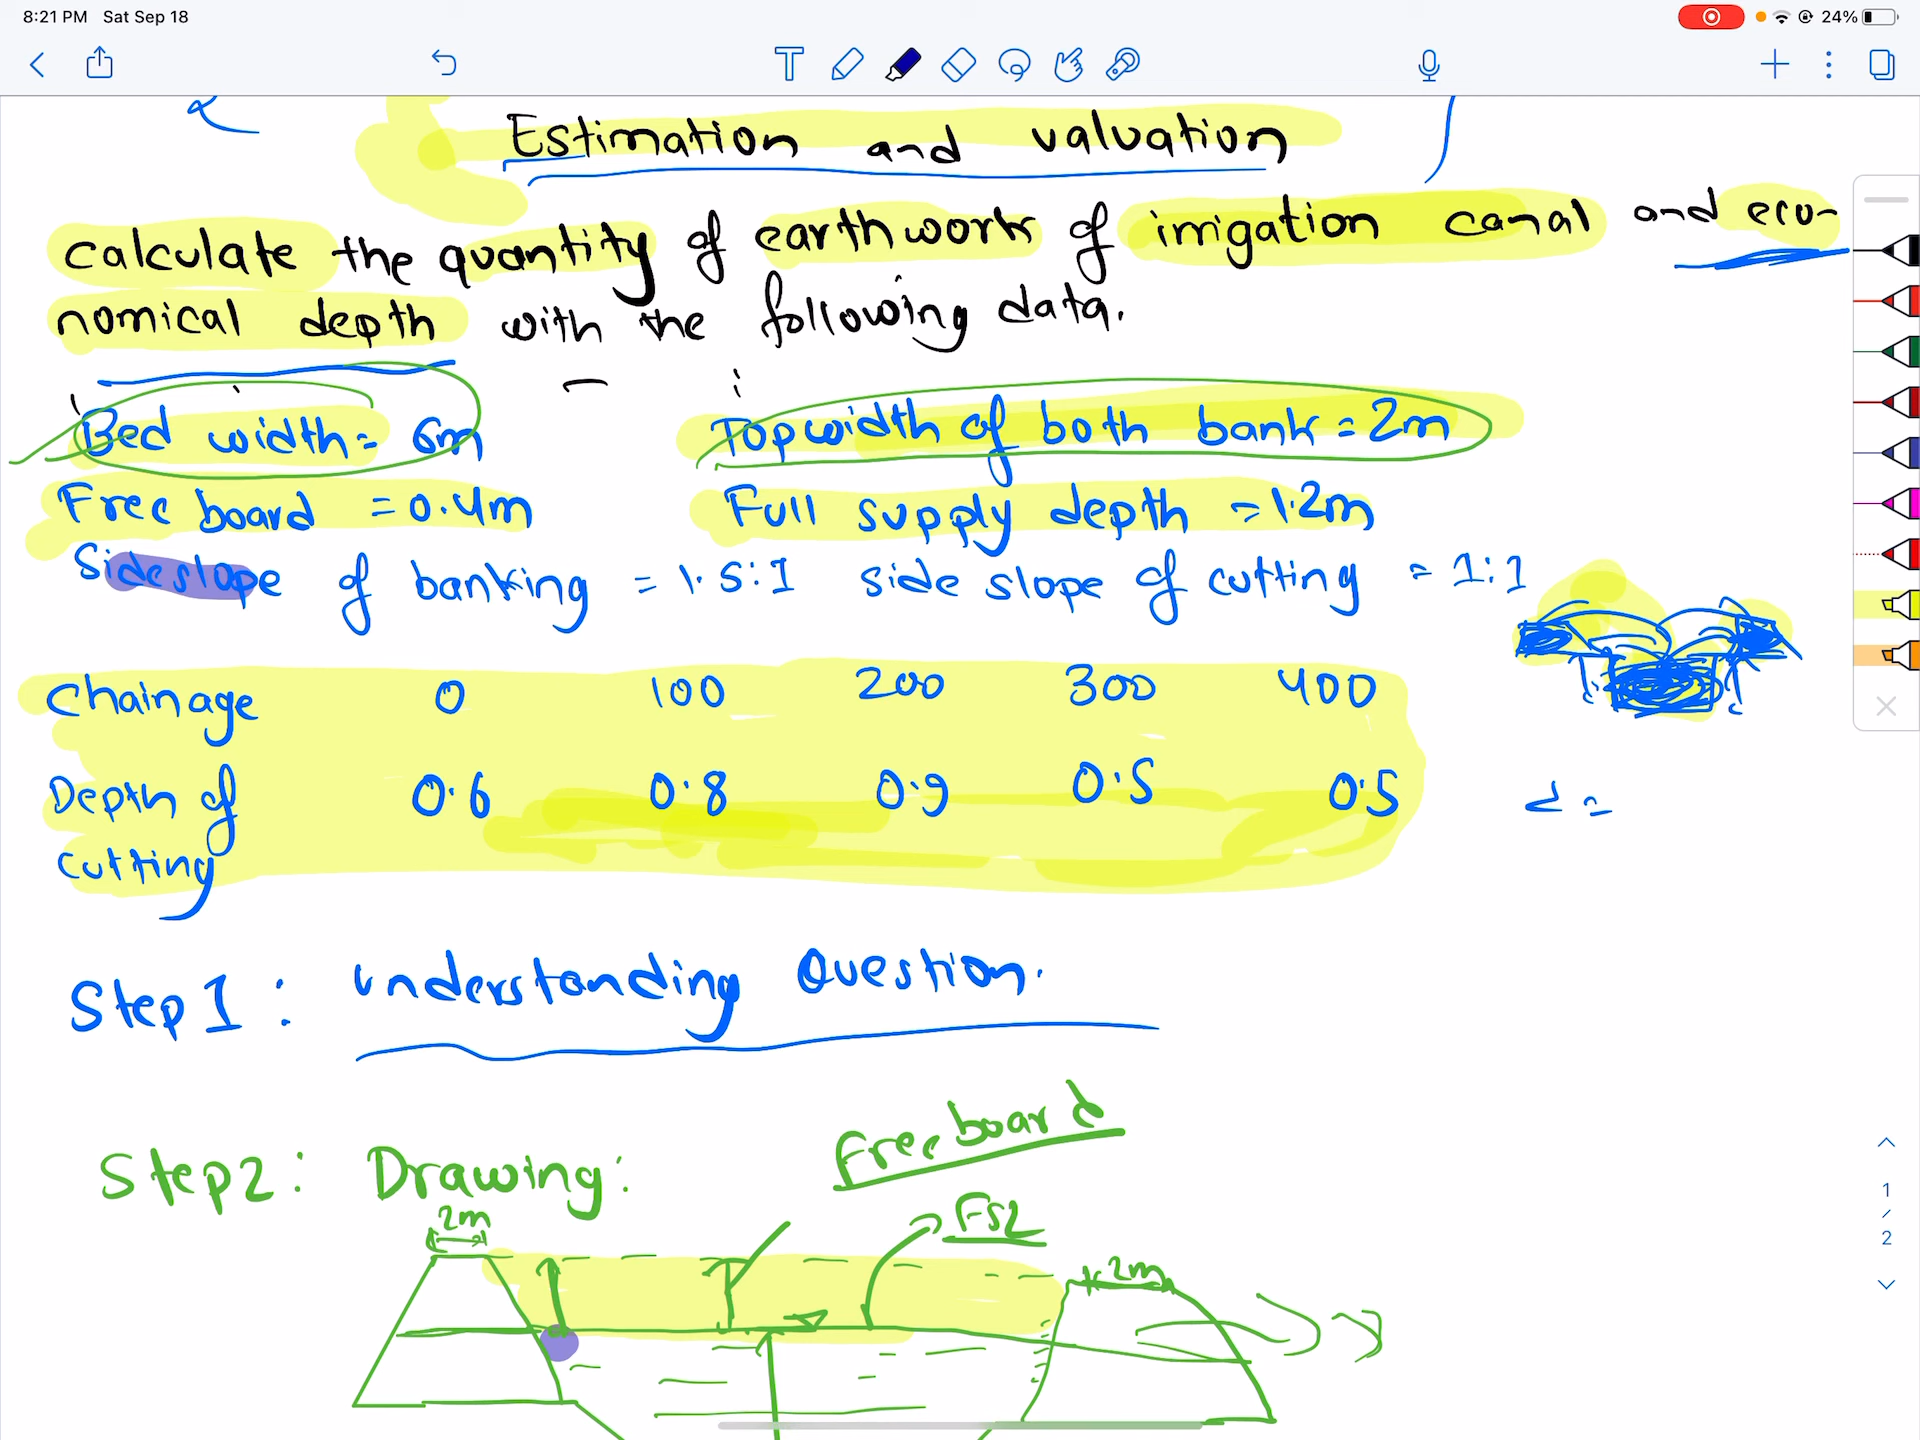 8:21 PM Sat Sep 18
24%
Estimation and valuation
calculate the quantity of earthwork of irrigation canal and eco-
nomical depth with the following data.
Bed width = 6m Top width of both bank = 2m
Free board = 0.4m Full supply depth = 1.2m
Side slope of banking = 1.5:1 side slope of cutting = 1:1
Chainage 0 100 200 300 400
Depth of 0.6 0.8 0.9 0.5 0.5 d =
cutting
Step 1 : understanding Question.
Free board
Step 2 : Drawing :
2m
FSL
2m
1
/
2